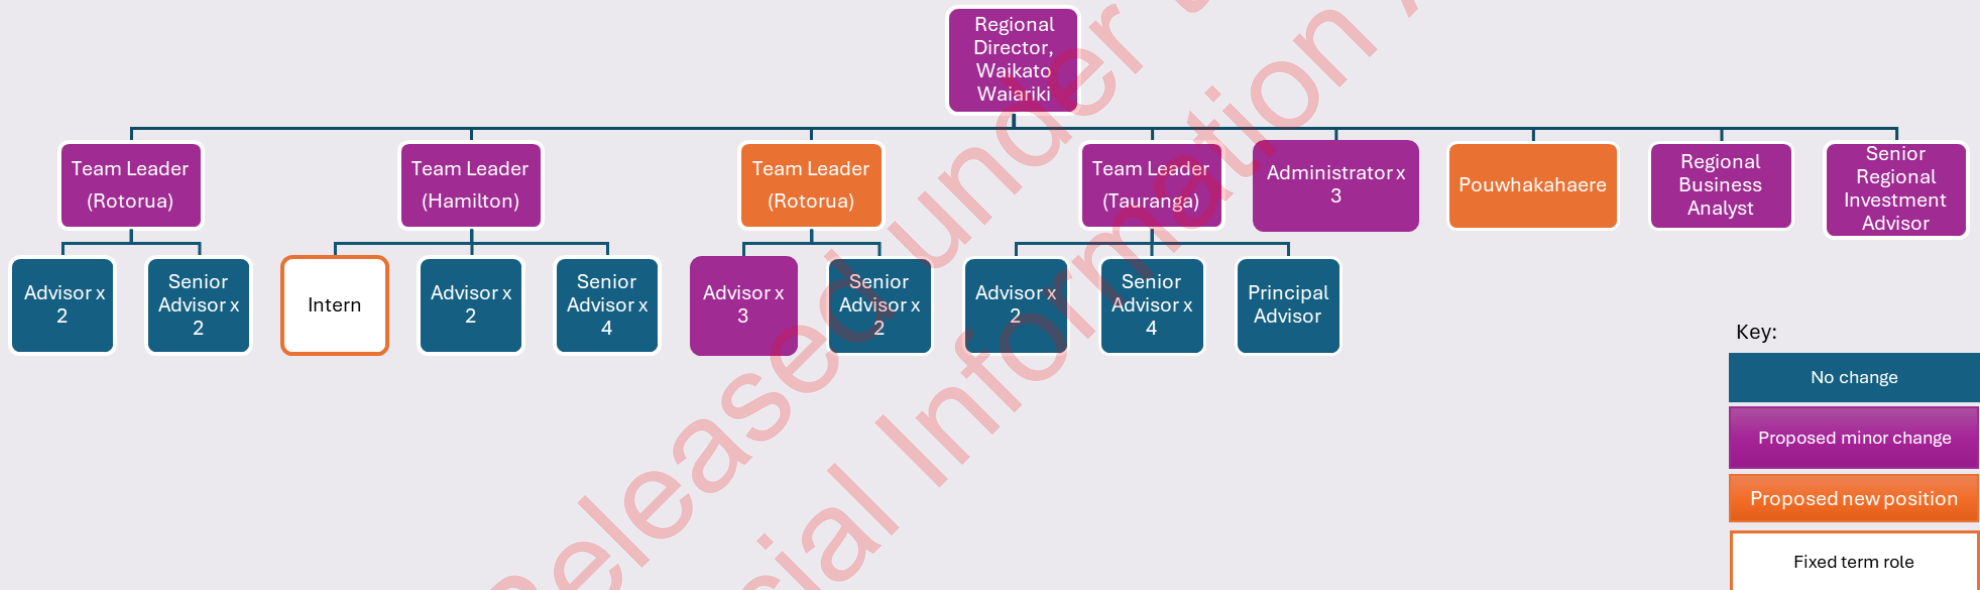 Regional
Director,
Waikato
Waiariki
Team Leader
(Rotorua)
Team Leader
(Hamilton)
Team Leader
(Rotorua)
Team Leader
(Tauranga)
Administrator x
3
Pouwhakahaere
Regional
Business
Analyst
Senior
Regional
Investment
Advisor
Advisor x
2
Senior
Advisor x
2
Intern
Advisor x
2
Senior
Advisor x
4
Advisor x
3
Senior
Advisor x
2
Advisor x
2
Senior
Advisor x
4
Principal
Advisor
Key:
No change
Proposed minor change
Proposed new position
Fixed term role
Released under
Information